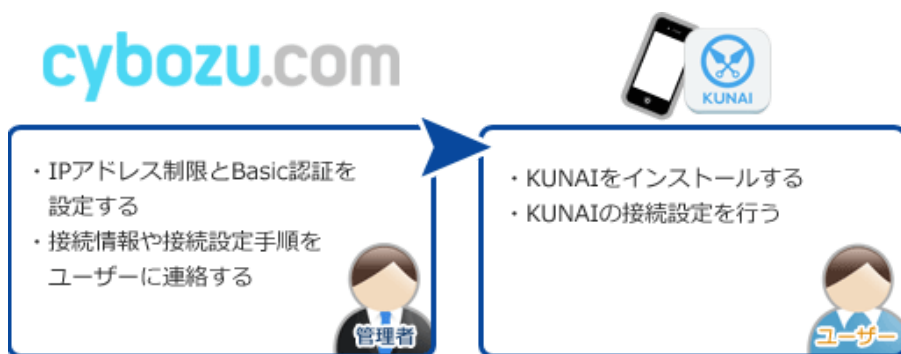 cybozu.com
KUNAI
・IPアドレス制限とBasic認証を
設定する
・接続情報や接続設定手順を
ユーザーに連絡する
管理者
・KUNAIをインストールする
・KUNAIの接続設定を行う
ユーザー